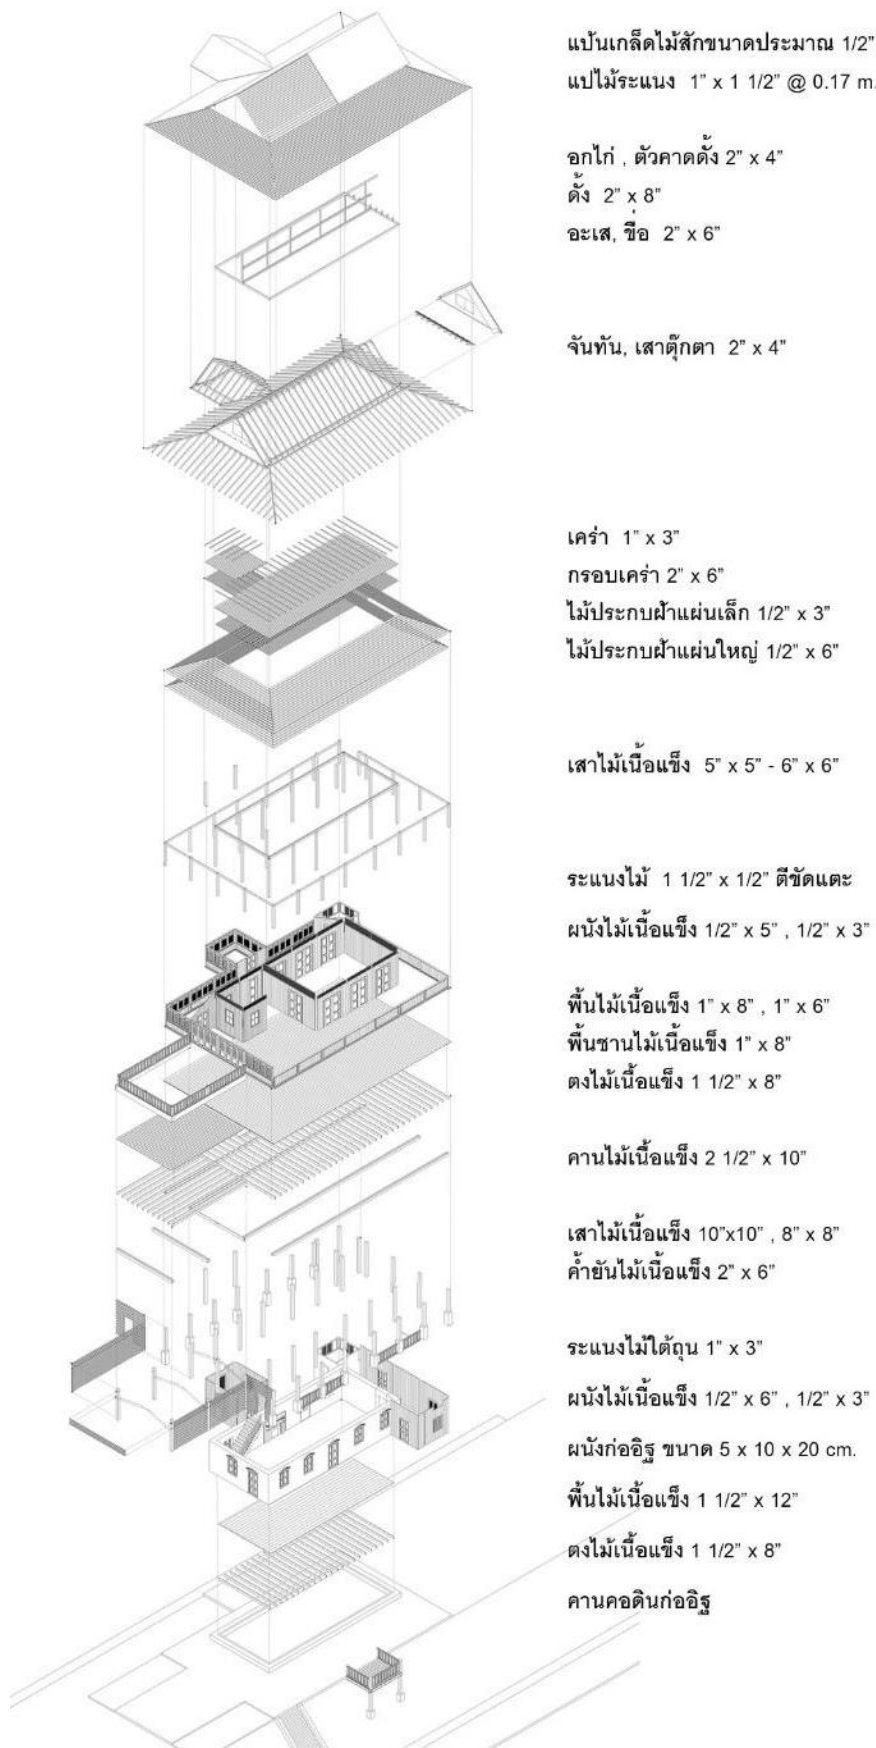 แป้นเกล็ดไม้สักขนาดประมาณ 1/2"
แปไม้ระแนง 1" x 1 1/2" @ 0.17 m.
อกไก่ , ตัวคาดดั้ง 2" x 4"
ดั้ง 2" x 8"
อะเส, ขื่อ 2" x 6"
จันทัน, เสาตุ๊กตา 2" x 4"
เคร่า 1" x 3"
กรอบเคร่า 2" x 6"
ไม้ประกบฝ้าแผ่นเล็ก 1/2" x 3"
ไม้ประกบฝ้าแผ่นใหญ่ 1/2" x 6"
เสาไม้เนื้อแข็ง 5" x 5" - 6" x 6"
ระแนงไม้ 1 1/2" x 1/2" ตีขัดแตะ
ผนังไม้เนื้อแข็ง 1/2" x 5" , 1/2" x 3"
พื้นไม้เนื้อแข็ง 1" x 8" , 1" x 6"
พื้นชานไม้เนื้อแข็ง 1" x 8"
ตงไม้เนื้อแข็ง 1 1/2" x 8"
คานไม้เนื้อแข็ง 2 1/2" x 10"
เสาไม้เนื้อแข็ง 10"x10" , 8" x 8"
ค้ำยันไม้เนื้อแข็ง 2" x 6"
ระแนงไม้ใต้ถุน 1" x 3"
ผนังไม้เนื้อแข็ง 1/2" x 6" , 1/2" x 3"
ผนังก่ออิฐ ขนาด 5 x 10 x 20 cm.
พื้นไม้เนื้อแข็ง 1 1/2" x 12"
ตงไม้เนื้อแข็ง 1 1/2" x 8"
คานคอดินก่ออิฐ